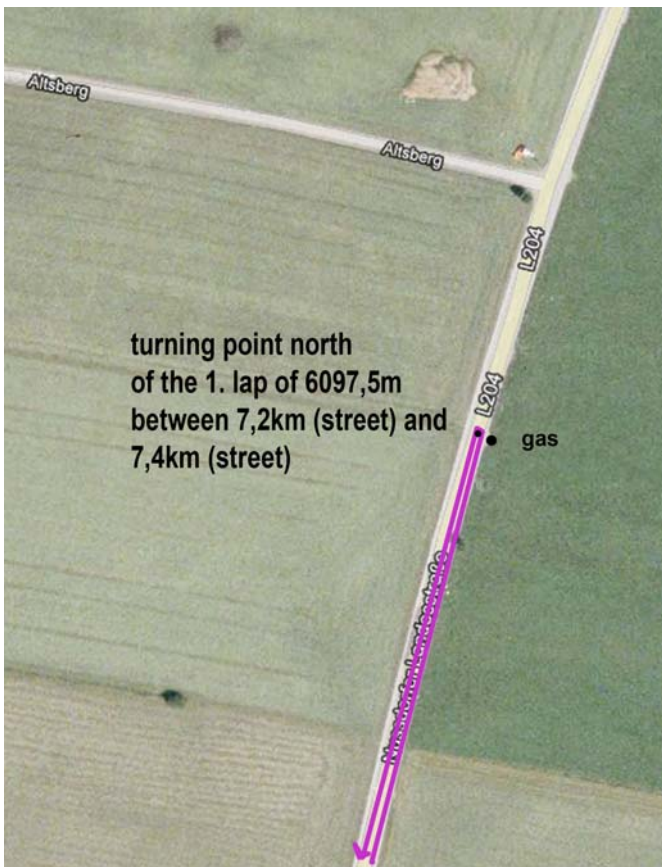 Altsberg
Altsberg
L204
turning point north
of the 1. lap of 6097,5m
between 7,2km (street) and
7,4km (street)
L204
gas